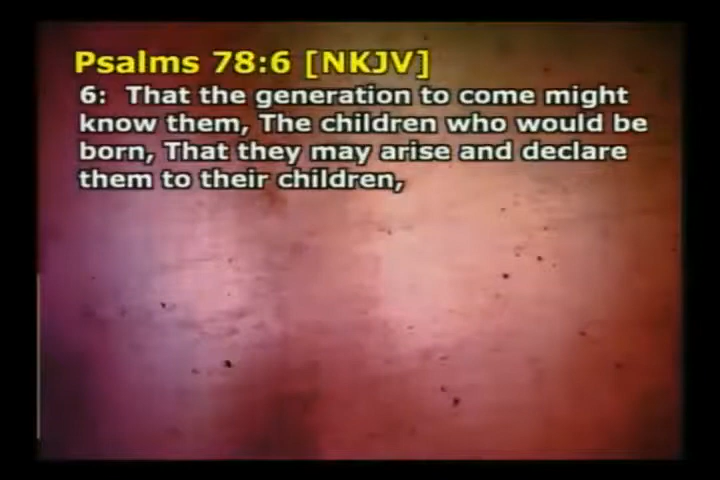 Psalms 78:6 [NKJV]
6:  That the generation to come might
know them, The children who would be
born, That they may arise and declare
them to their children,